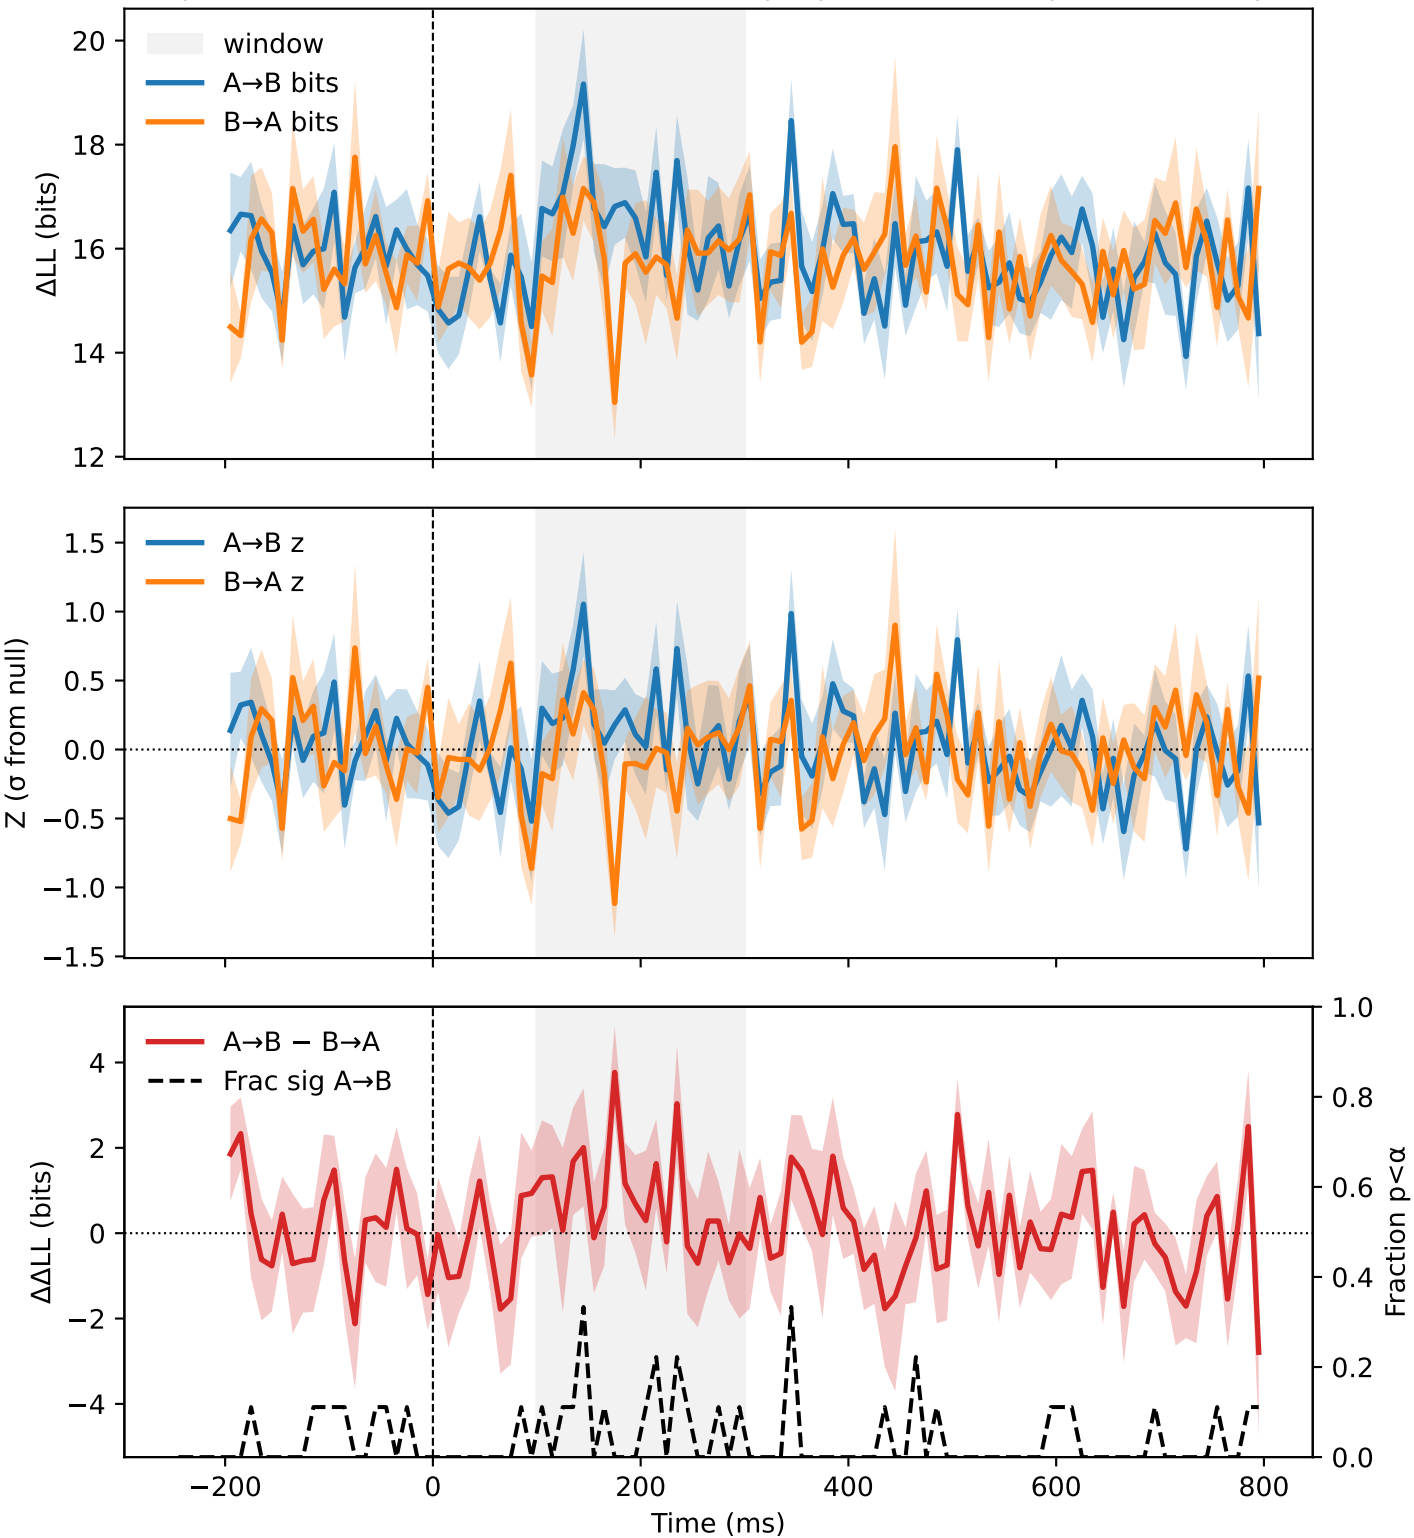 20
18
16
14
12
ΔLL (bits)
window
A→B bits
B→A bits
1.5
1.0
0.5
0.0
−0.5
−1.0
−1.5
Z (σ from null)
A→B z
B→A z
4
2
0
−2
−4
ΔΔLL (bits)
A→B − B→A
Frac sig A→B
1.0
0.8
0.6
0.4
0.2
0.0
Fraction p<α
−200
0
200
400
600
800
Time (ms)